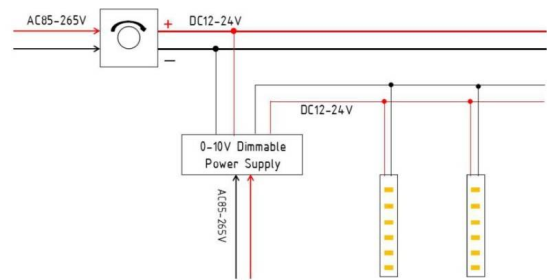 AC85-265V
+
DC12-24V
−
DC12-24V
0-10V Dimmable
Power Supply
AC85-265V